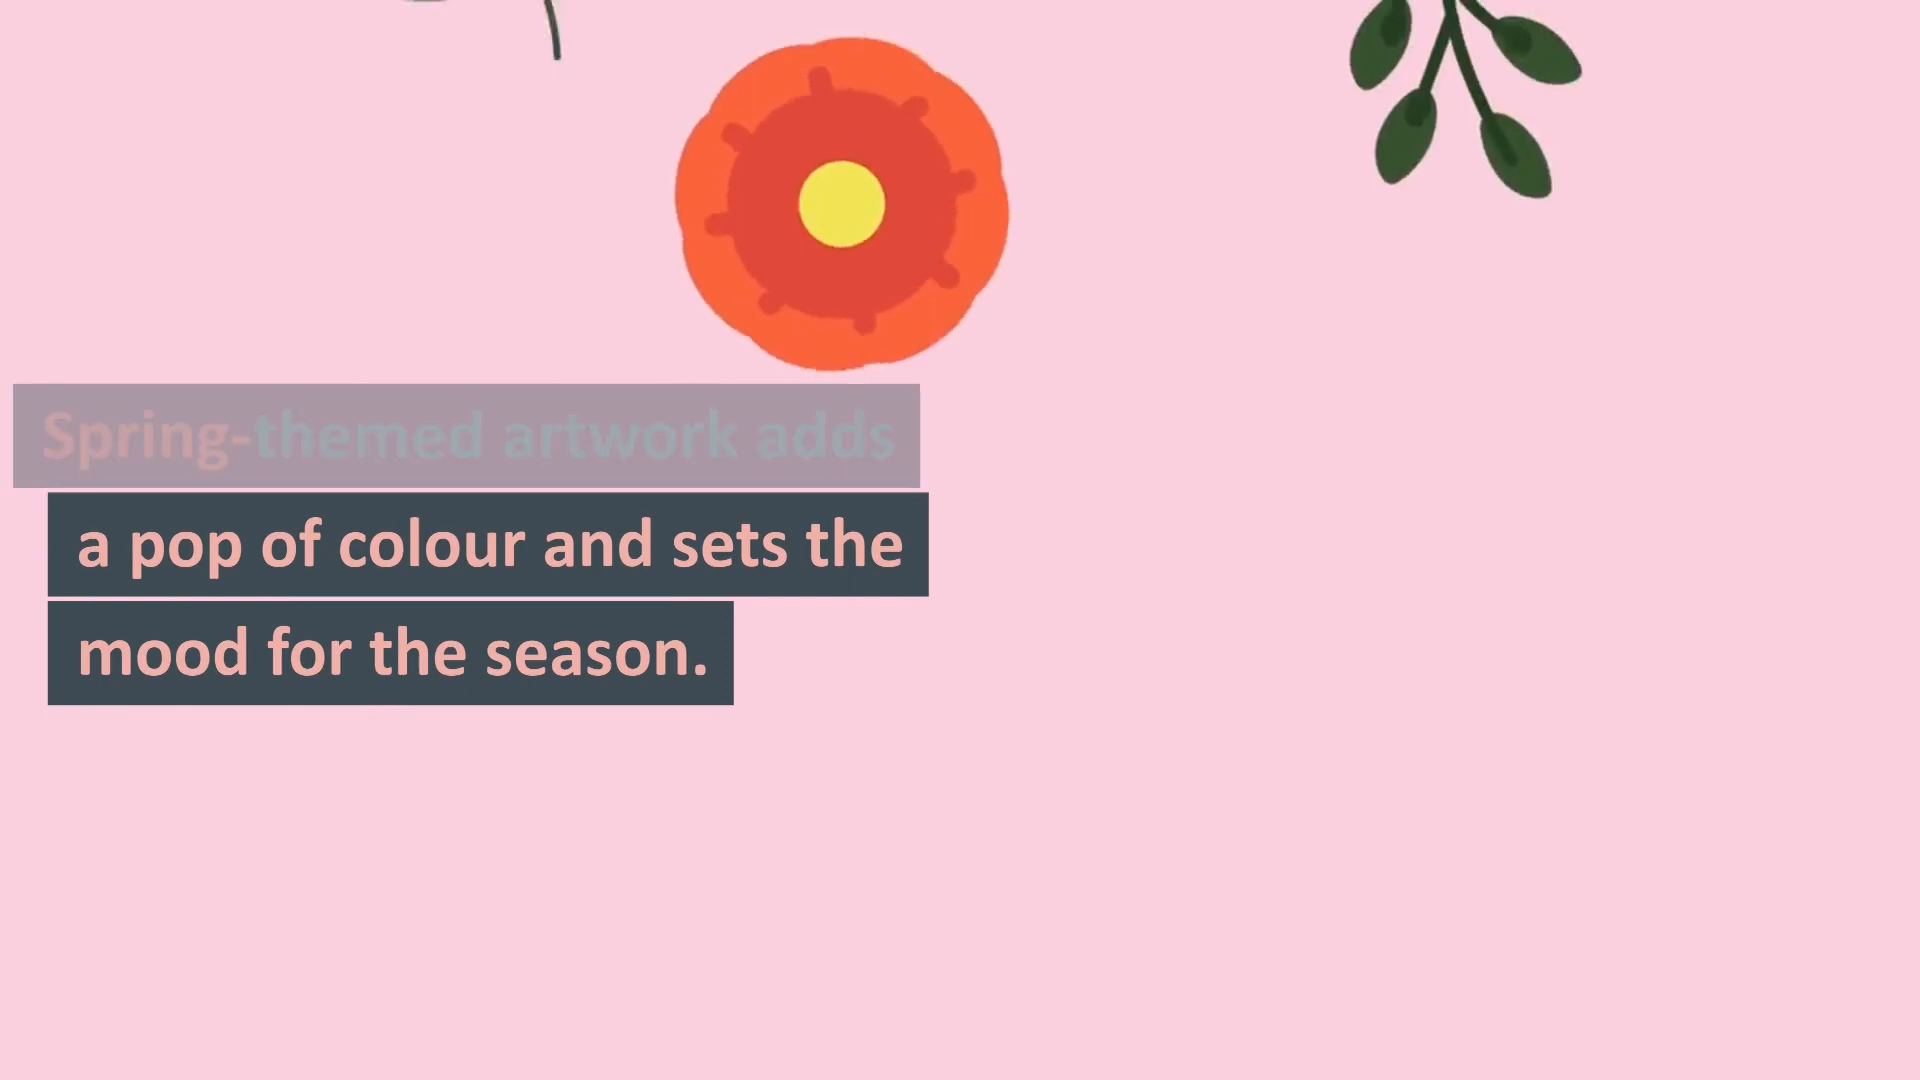 Spring-themed artwork adds
a pop of colour and sets the
mood for the season.